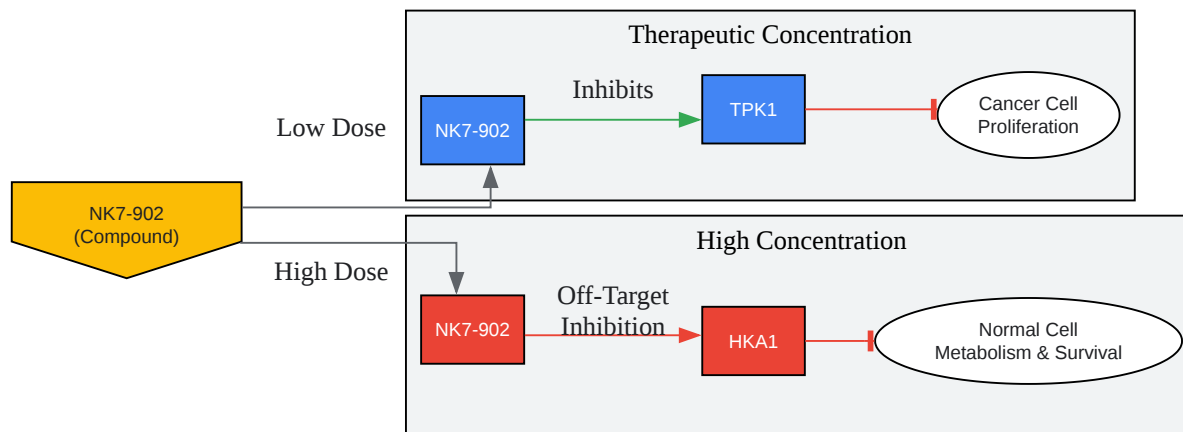 Therapeutic Concentration
Low Dose
NK7-902
Inhibits
TPK1
Cancer Cell
Proliferation
NK7-902
(Compound)
High Concentration
High Dose
NK7-902
Off-Target
Inhibition
HKA1
Normal Cell
Metabolism & Survival